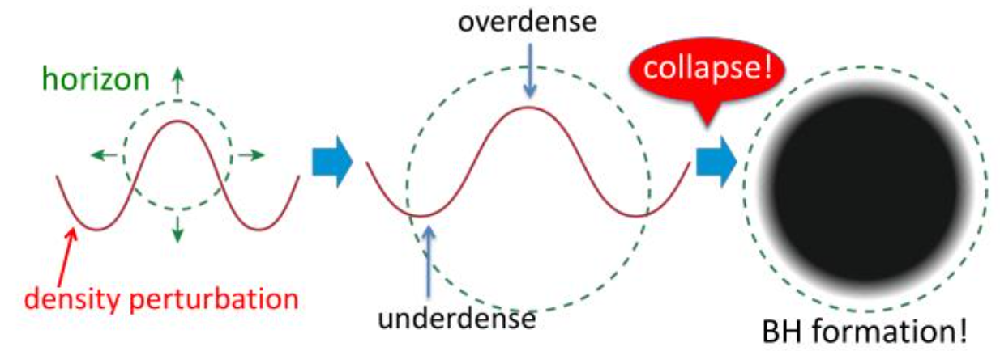 horizon
density perturbation
overdense
underdense
collapse!
BH formation!